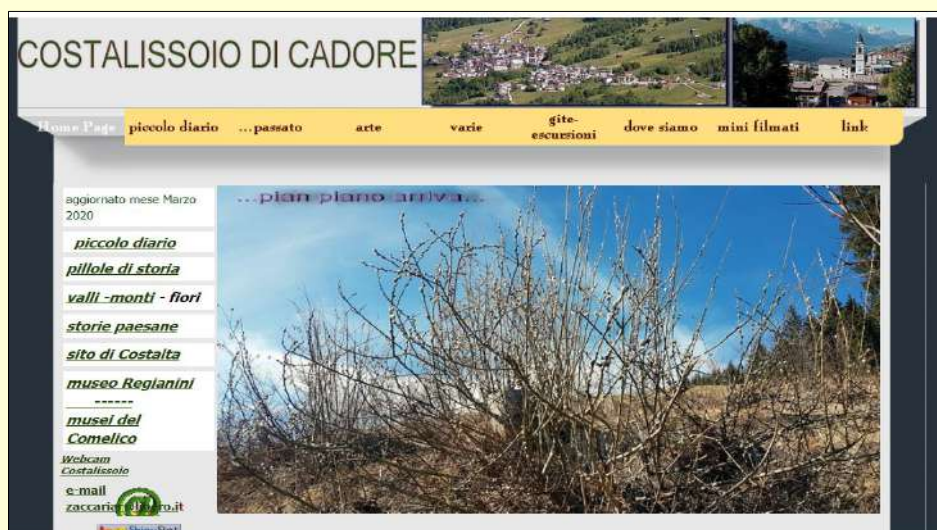 COSTALISSOIO DI CADORE
Home Page piccolo diario ...passato arte varie gite-escursioni dove siamo mini filmati link
aggiornato mese Marzo
2020
...pian piano arriva...
piccolo diario
pillole di storia
valli -monti - fiori
storie paesane
sito di Costalta
museo Regianini
------
musei del
Comelico
Webcam
Costalissoio
e-mail